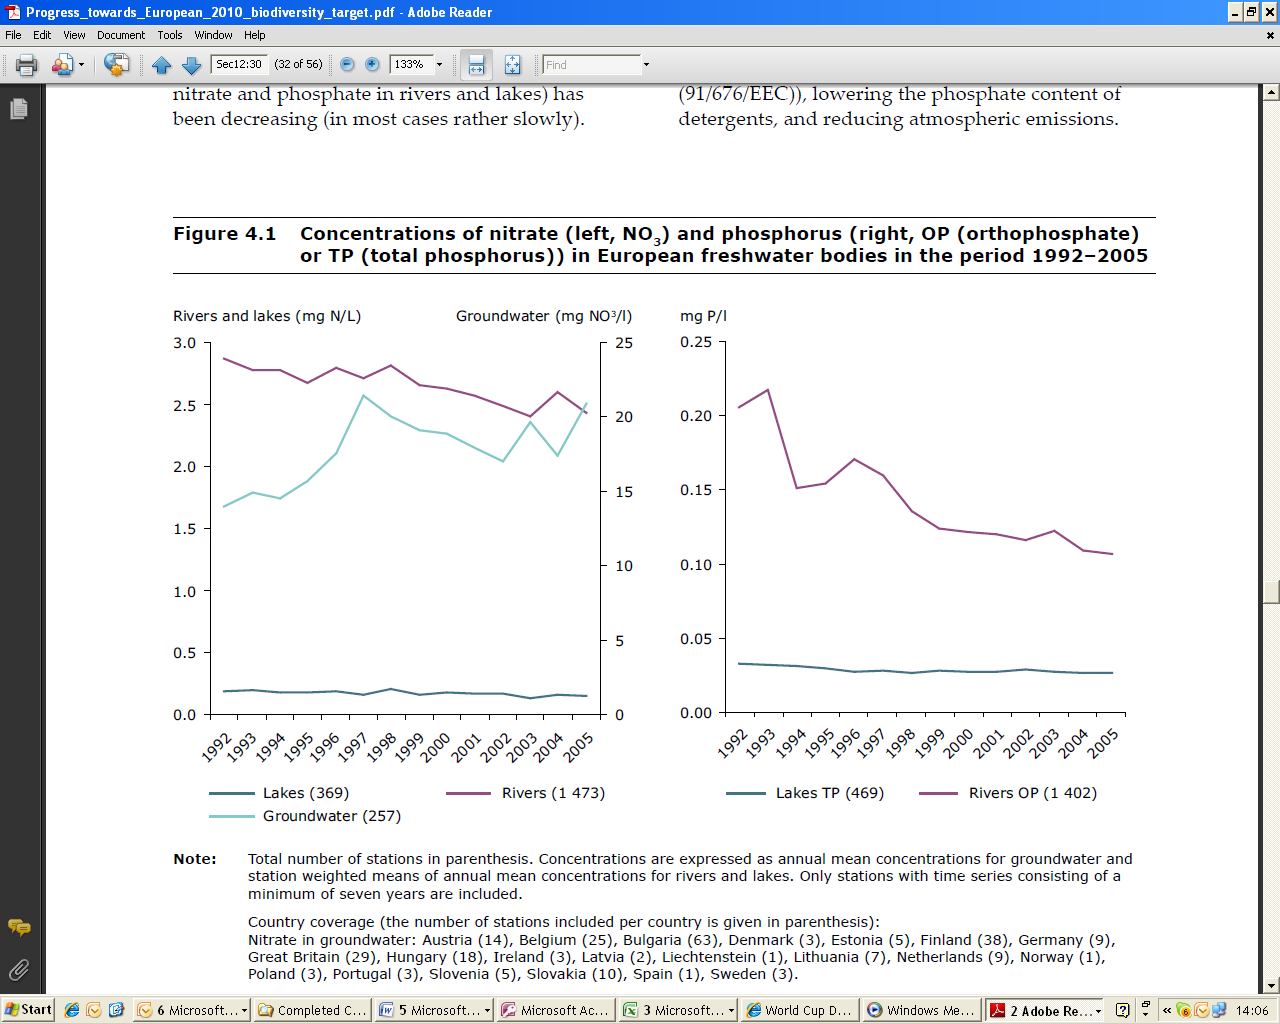 Progress_towards_European_2010_biodiversity_target.pdf - Adobe Reader
File Edit View Document Tools Window Help
Sec12:30 (32 of 56) 133% Find
nitrate and phosphate in rivers and lakes) has
been decreasing (in most cases rather slowly).
(91/676/EEC)), lowering the phosphate content of
detergents, and reducing atmospheric emissions.
Figure 4.1 Concentrations of nitrate (left, NO3) and phosphorus (right, OP (orthophosphate)
or TP (total phosphorus)) in European freshwater bodies in the period 1992–2005
Rivers and lakes (mg N/L) Groundwater (mg NO³/l)
3.0 25
2.5 20
2.0
15
1.5
10
1.0
0.5 5
0.0 0
1992 1993 1994 1995 1996 1997 1998 1999 2000 2001 2002 2003 2004 2005
Lakes (369) Rivers (1 473)
Groundwater (257)
mg P/l
0.25
0.20
0.15
0.10
0.05
0.00
1992 1993 1994 1995 1996 1997 1998 1999 2000 2001 2002 2003 2004 2005
Lakes TP (469) Rivers OP (1 402)
Note: Total number of stations in parenthesis. Concentrations are expressed as annual mean concentrations for groundwater and
station weighted means of annual mean concentrations for rivers and lakes. Only stations with time series consisting of a
minimum of seven years are included.
Country coverage (the number of stations included per country is given in parenthesis):
Nitrate in groundwater: Austria (14), Belgium (25), Bulgaria (63), Denmark (3), Estonia (5), Finland (38), Germany (9),
Great Britain (29), Hungary (18), Ireland (3), Latvia (2), Liechtenstein (1), Lithuania (7), Netherlands (9), Norway (1),
Poland (3), Portugal (3), Slovenia (5), Slovakia (10), Spain (1), Sweden (3).
Start 6 Microsoft... Completed C... 5 Microsoft... Microsoft Ac... 3 Microsoft... World Cup D... Windows Me... 2 Adobe Re... 14:06